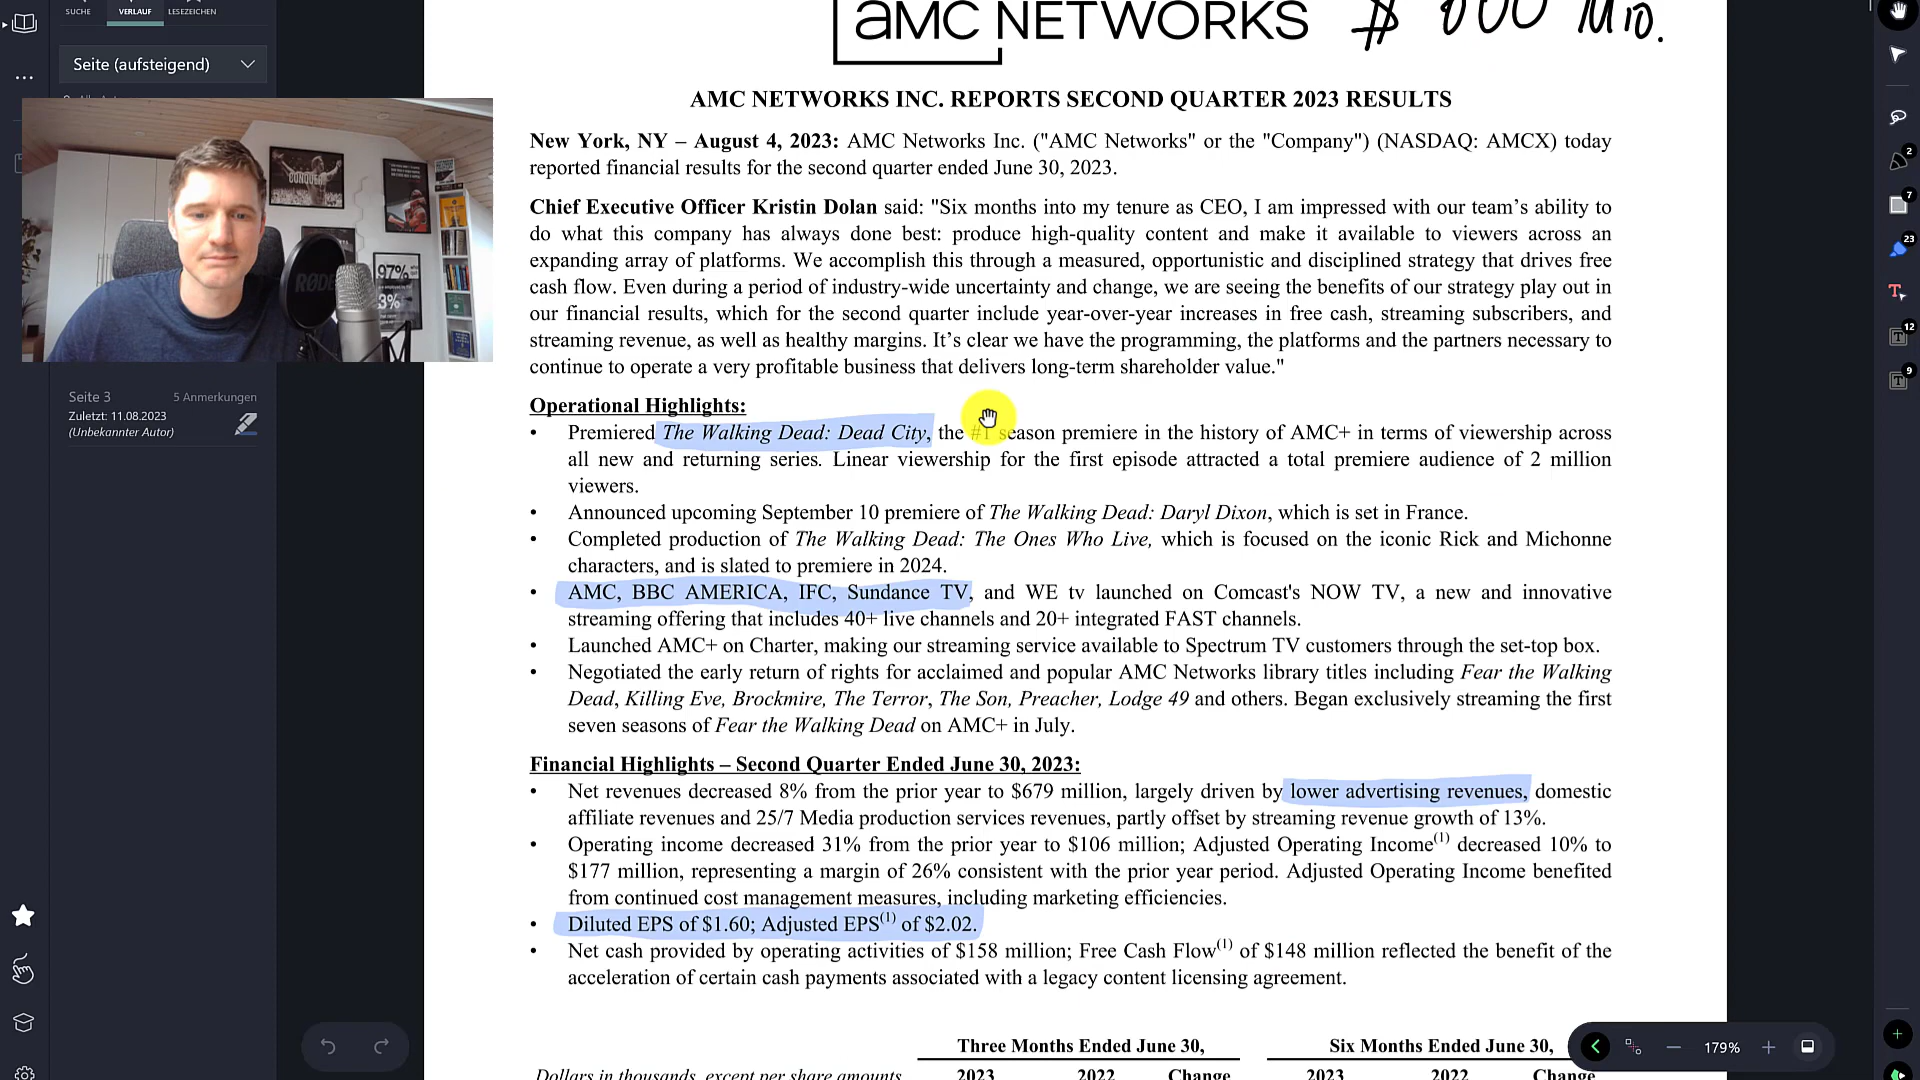 SUCHE VERLAUF LESEZEICHEN
Seite (aufsteigend)
CONQUER
97%
3%
RØDE
Seite 3 5 Anmerkungen
Zuletzt: 11.08.2023
(Unbekannter Autor)
aMC NETWORKS $ 800 Mio.
AMC NETWORKS INC. REPORTS SECOND QUARTER 2023 RESULTS
New York, NY – August 4, 2023: AMC Networks Inc. ("AMC Networks" or the "Company") (NASDAQ: AMCX) today
reported financial results for the second quarter ended June 30, 2023.
Chief Executive Officer Kristin Dolan said: "Six months into my tenure as CEO, I am impressed with our team’s ability to
do what this company has always done best: produce high-quality content and make it available to viewers across an
expanding array of platforms. We accomplish this through a measured, opportunistic and disciplined strategy that drives free
cash flow. Even during a period of industry-wide uncertainty and change, we are seeing the benefits of our strategy play out in
our financial results, which for the second quarter include year-over-year increases in free cash, streaming subscribers, and
streaming revenue, as well as healthy margins. It’s clear we have the programming, the platforms and the partners necessary to
continue to operate a very profitable business that delivers long-term shareholder value."
Operational Highlights:
• Premiered The Walking Dead: Dead City, the #1 season premiere in the history of AMC+ in terms of viewership across
all new and returning series. Linear viewership for the first episode attracted a total premiere audience of 2 million
viewers.
• Announced upcoming September 10 premiere of The Walking Dead: Daryl Dixon, which is set in France.
• Completed production of The Walking Dead: The Ones Who Live, which is focused on the iconic Rick and Michonne
characters, and is slated to premiere in 2024.
• AMC, BBC AMERICA, IFC, Sundance TV, and WE tv launched on Comcast's NOW TV, a new and innovative
streaming offering that includes 40+ live channels and 20+ integrated FAST channels.
• Launched AMC+ on Charter, making our streaming service available to Spectrum TV customers through the set-top box.
• Negotiated the early return of rights for acclaimed and popular AMC Networks library titles including Fear the Walking
Dead, Killing Eve, Brockmire, The Terror, The Son, Preacher, Lodge 49 and others. Began exclusively streaming the first
seven seasons of Fear the Walking Dead on AMC+ in July.
Financial Highlights – Second Quarter Ended June 30, 2023:
• Net revenues decreased 8% from the prior year to $679 million, largely driven by lower advertising revenues, domestic
affiliate revenues and 25/7 Media production services revenues, partly offset by streaming revenue growth of 13%.
• Operating income decreased 31% from the prior year to $106 million; Adjusted Operating Income(1) decreased 10% to
$177 million, representing a margin of 26% consistent with the prior year period. Adjusted Operating Income benefited
from continued cost management measures, including marketing efficiencies.
• Diluted EPS of $1.60; Adjusted EPS(1) of $2.02.
• Net cash provided by operating activities of $158 million; Free Cash Flow(1) of $148 million reflected the benefit of the
acceleration of certain cash payments associated with a legacy content licensing agreement.
Three Months Ended June 30, Six Months Ended June 30,
Dollars in thousands, except per share amounts 2023 2022 Change 2023 2022 Change
2
7
23
12
9
179%